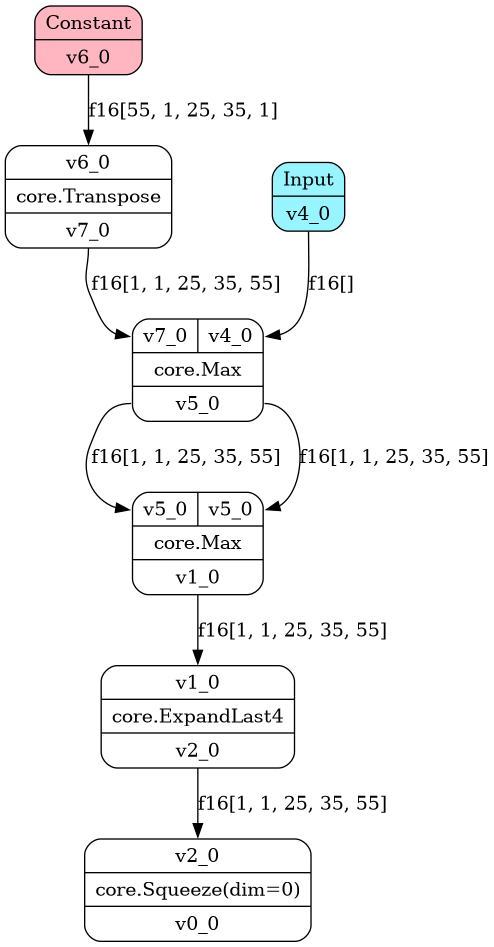 Constant
v6_0
f16[55, 1, 25, 35, 1]
v6_0
core.Transpose
v7_0
Input
v4_0
f16[1, 1, 25, 35, 55]
f16[]
v7_0 v4_0
core.Max
v5_0
f16[1, 1, 25, 35, 55]
f16[1, 1, 25, 35, 55]
v5_0 v5_0
core.Max
v1_0
f16[1, 1, 25, 35, 55]
v1_0
core.ExpandLast4
v2_0
f16[1, 1, 25, 35, 55]
v2_0
core.Squeeze(dim=0)
v0_0